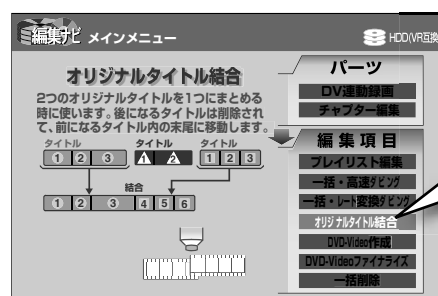 編集ナビ メインメニュー
HDD(VR互換
オリジナルタイトル結合
2つのオリジナルタイトルを1つにまとめる
時に使います。後になるタイトルは削除され
て、前になるタイトル内の末尾に移動します。
タイトル タイトル タイトル
1 2 3 1 2 1 2 3
結合
1 2 3 4 5 6
パーツ
DV連動録画
チャプター編集
編集項目
プレイリスト編集
一括・高速ダビング
一括・レート変換ダビング
オリジナルタイトル結合
DVD-Video作成
DVD-Videoファイナライズ
一括削除